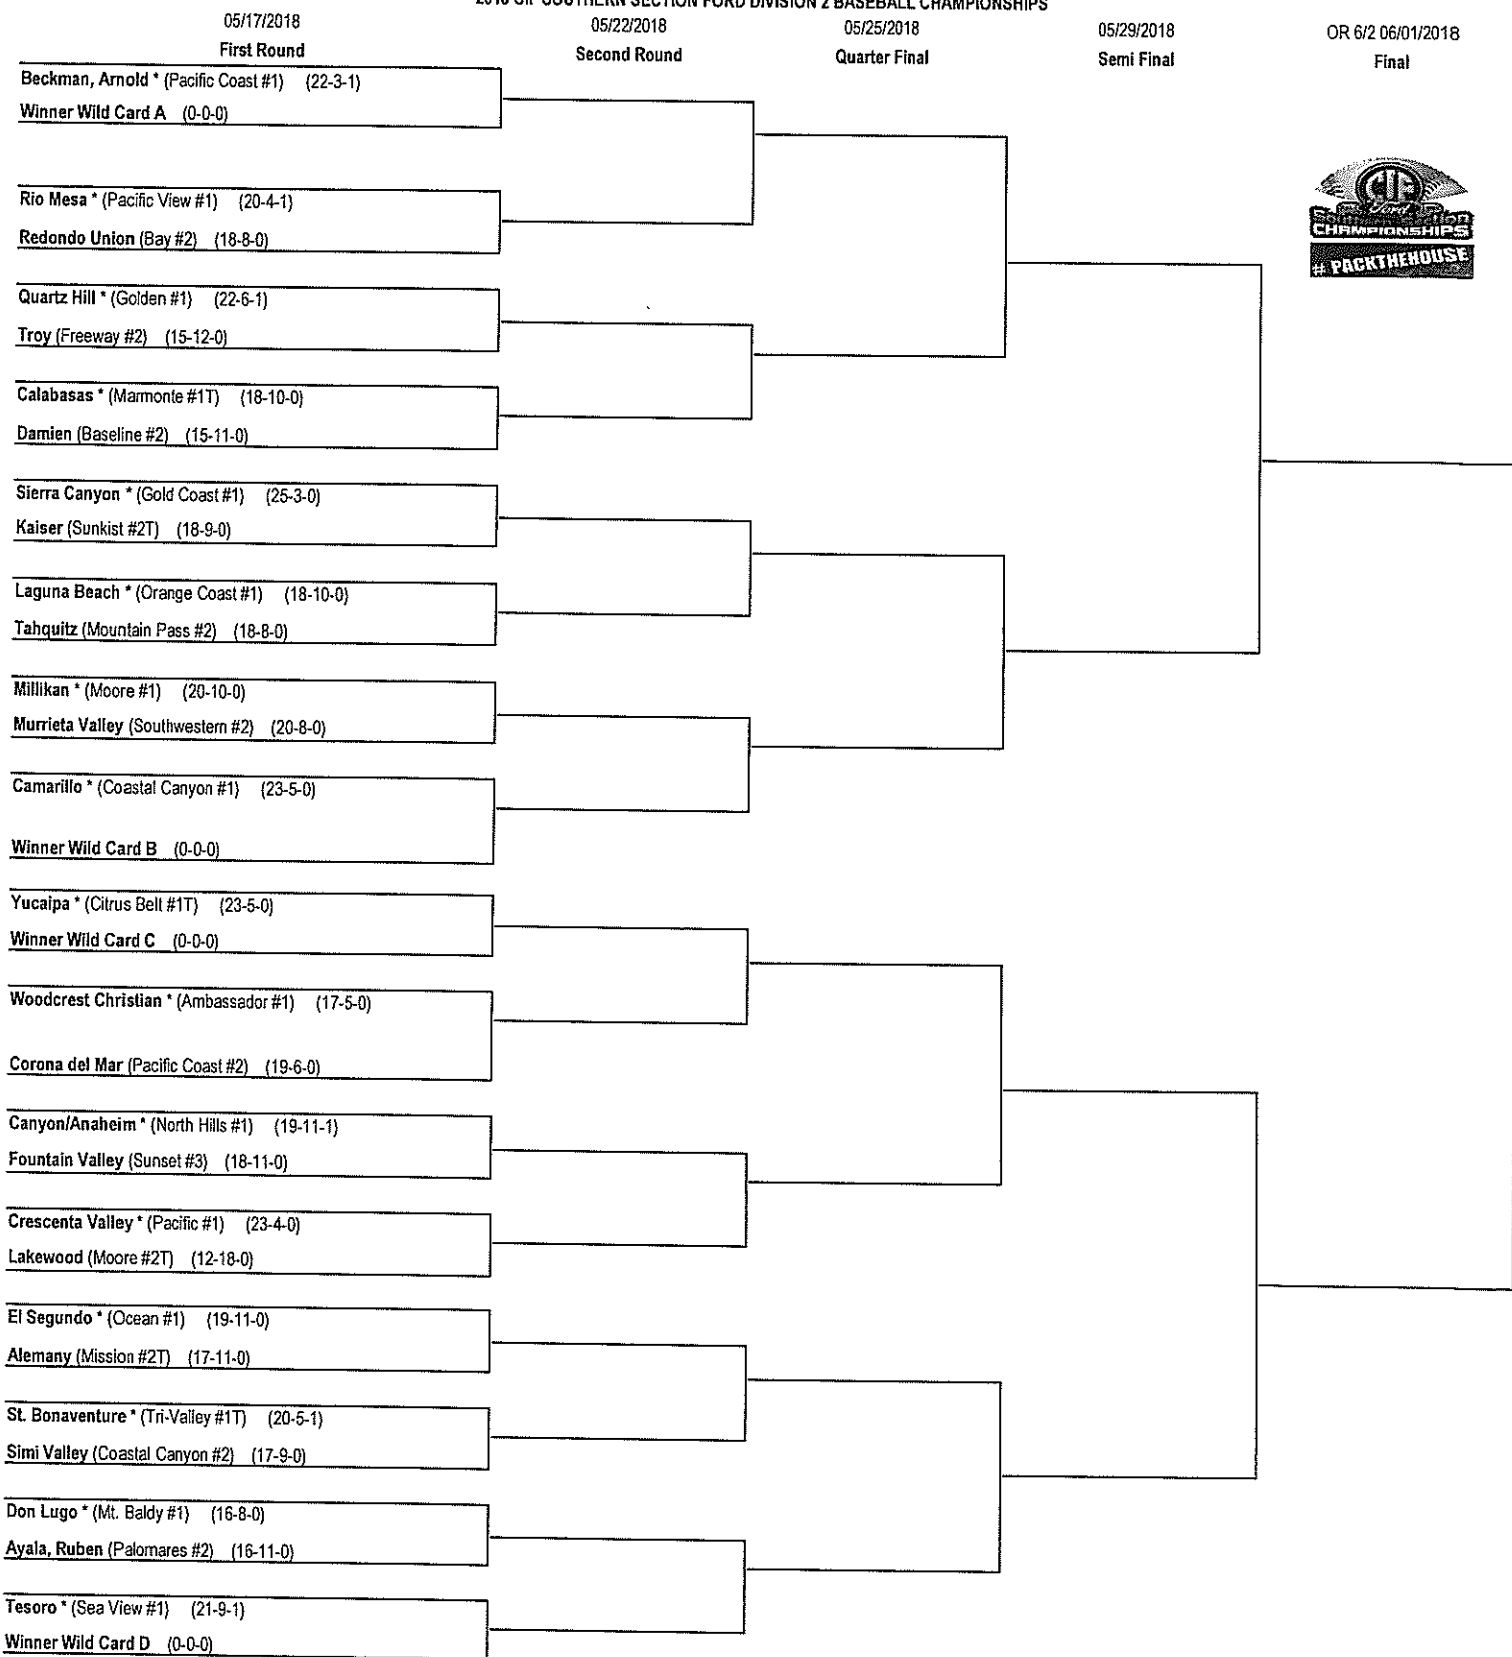 2018 CIF SOUTHERN SECTION FORD DIVISION 2 BASEBALL CHAMPIONSHIPS
05/17/2018
First Round
05/22/2018
Second Round
05/25/2018
Quarter Final
05/29/2018
Semi Final
OR 6/2 06/01/2018
Final
Beckman, Arnold * (Pacific Coast #1) (22-3-1)
Winner Wild Card A (0-0-0)
Rio Mesa * (Pacific View #1) (20-4-1)
Redondo Union (Bay #2) (18-8-0)
Quartz Hill * (Golden #1) (22-6-1)
Troy (Freeway #2) (15-12-0)
Calabasas * (Marmonte #1T) (18-10-0)
Damien (Baseline #2) (15-11-0)
Sierra Canyon * (Gold Coast #1) (25-3-0)
Kaiser (Sunkist #2T) (18-9-0)
Laguna Beach * (Orange Coast #1) (18-10-0)
Tahquitz (Mountain Pass #2) (18-8-0)
Millikan * (Moore #1) (20-10-0)
Murrieta Valley (Southwestern #2) (20-8-0)
Camarillo * (Coastal Canyon #1) (23-5-0)
Winner Wild Card B (0-0-0)
Yucaipa * (Citrus Belt #1T) (23-5-0)
Winner Wild Card C (0-0-0)
Woodcrest Christian * (Ambassador #1) (17-5-0)
Corona del Mar (Pacific Coast #2) (19-6-0)
Canyon/Anaheim * (North Hills #1) (19-11-1)
Fountain Valley (Sunset #3) (18-11-0)
Crescenta Valley * (Pacific #1) (23-4-0)
Lakewood (Moore #2T) (12-18-0)
El Segundo * (Ocean #1) (19-11-0)
Alemany (Mission #2T) (17-11-0)
St. Bonaventure * (Tri-Valley #1T) (20-5-1)
Simi Valley (Coastal Canyon #2) (17-9-0)
Don Lugo * (Mt. Baldy #1) (16-8-0)
Ayala, Ruben (Palomares #2) (16-11-0)
Tesoro * (Sea View #1) (21-9-1)
Winner Wild Card D (0-0-0)
CIF
Ford
Southern Section
CHAMPIONSHIPS
# PACKTHEHOUSE